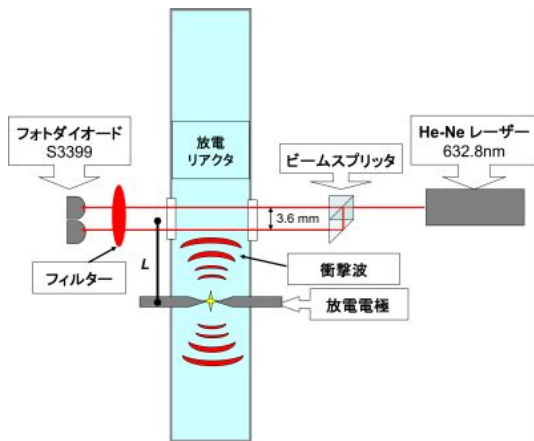 フォトダイオード
S3399
放電
リアクタ
ビームスプリッタ
He-Ne レーザー
632.8nm
3.6 mm
フィルター
L
衝撃波
放電電極